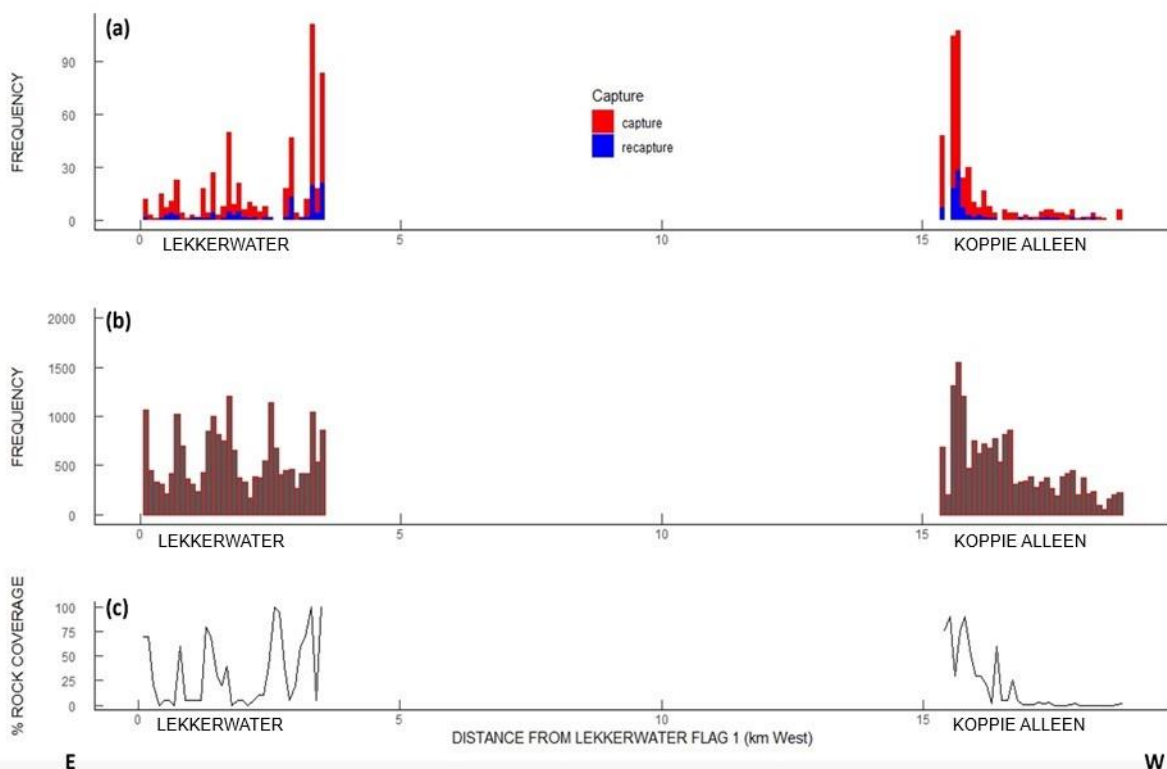 (a)
FREQUENCY
90
60
30
0
Capture
capture
recapture
0 5 10 15
LEKKERWATER KOPPIE ALLEEN
(b)
FREQUENCY
2000
1500
1000
500
0
0 5 10 15
LEKKERWATER KOPPIE ALLEEN
(c)
% ROCK COVERAGE
100
75
50
25
0
0 5 10 15
LEKKERWATER KOPPIE ALLEEN
DISTANCE FROM LEKKERWATER FLAG 1 (km West)
E W